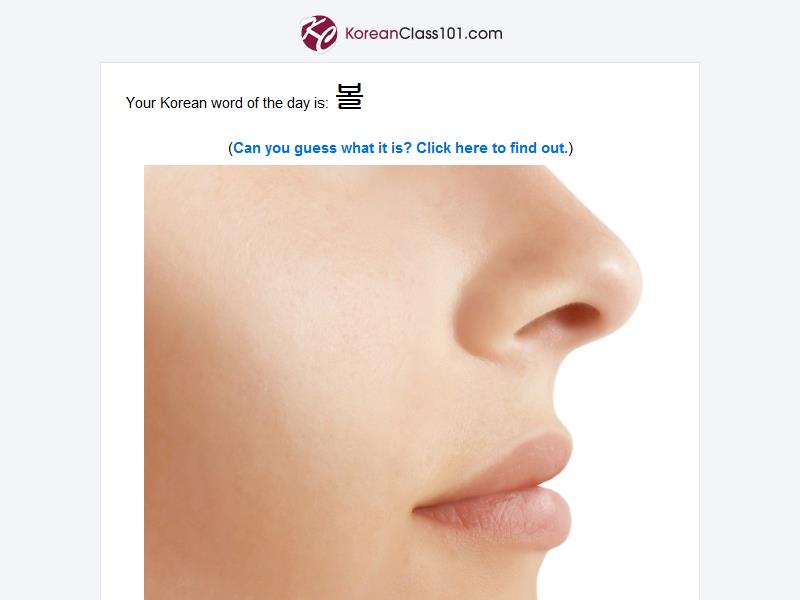 KC KoreanClass101.com
Your Korean word of the day is: 볼
(Can you guess what it is? Click here to find out.)